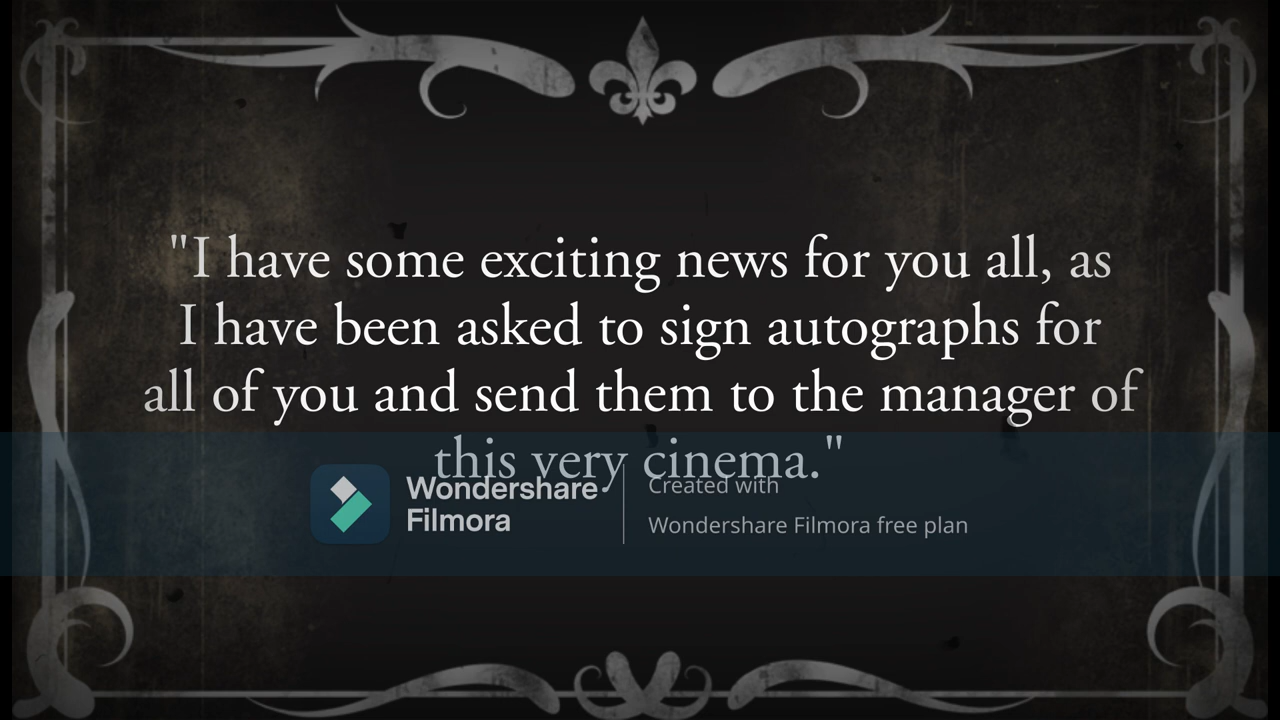 "I have some exciting news for you all, as
I have been asked to sign autographs for
all of you and send them to the manager of
this very cinema."
Wondershare
Filmora
Created with
Wondershare Filmora free plan